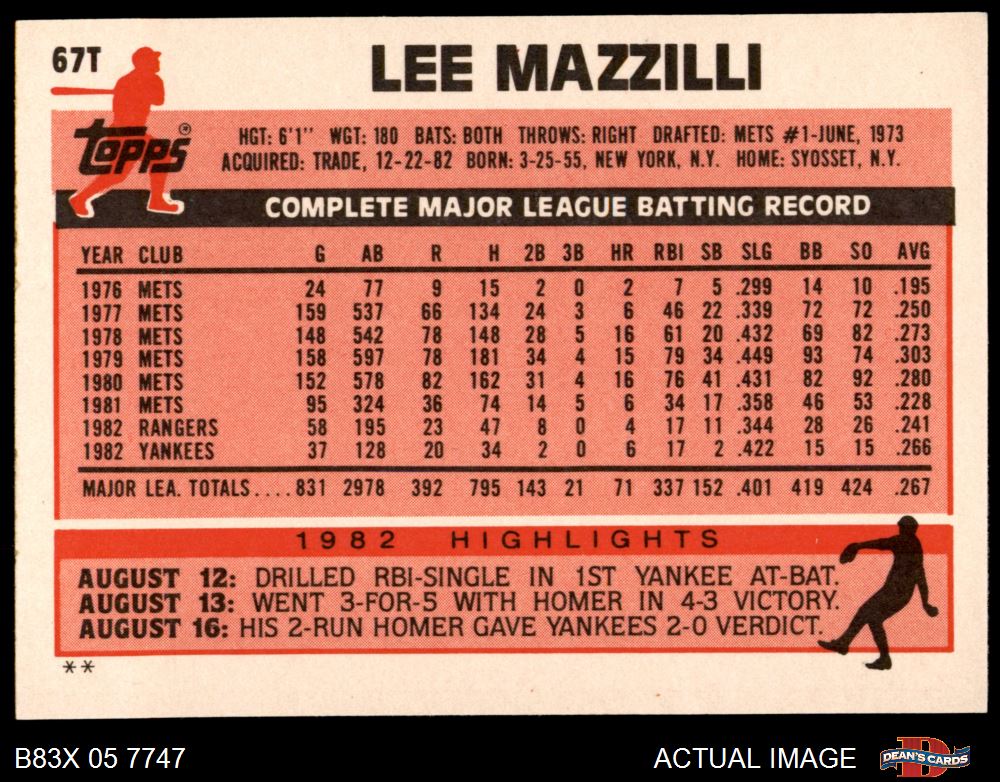 67T
LEE MAZZILLI
Topps®
HGT: 6'1" WGT: 180 BATS: BOTH THROWS: RIGHT DRAFTED: METS #1-JUNE, 1973
ACQUIRED: TRADE, 12-22-82 BORN: 3-25-55, NEW YORK, N.Y. HOME: SYOSSET, N.Y.
COMPLETE MAJOR LEAGUE BATTING RECORD
YEAR CLUB G AB R H 2B 3B HR RBI SB SLG BB SO AVG
1976 METS 24 77 9 15 2 0 2 7 5 .299 14 10 .195
1977 METS 159 537 66 134 24 3 6 46 22 .339 72 72 .250
1978 METS 148 542 78 148 28 5 16 61 20 .432 69 82 .273
1979 METS 158 597 78 181 34 4 15 79 34 .449 93 74 .303
1980 METS 152 578 82 162 31 4 16 76 41 .431 82 92 .280
1981 METS 95 324 36 74 14 5 6 34 17 .358 46 53 .228
1982 RANGERS 58 195 23 47 8 0 4 17 11 .344 28 26 .241
1982 YANKEES 37 128 20 34 2 0 6 17 2 .422 15 15 .266
MAJOR LEA. TOTALS....831 2978 392 795 143 21 71 337 152 .401 419 424 .267
1982 HIGHLIGHTS
AUGUST 12: DRILLED RBI-SINGLE IN 1ST YANKEE AT-BAT.
AUGUST 13: WENT 3-FOR-5 WITH HOMER IN 4-3 VICTORY.
AUGUST 16: HIS 2-RUN HOMER GAVE YANKEES 2-0 VERDICT.
**
B83X 05 7747 ACTUAL IMAGE D DEAN'S CARDS